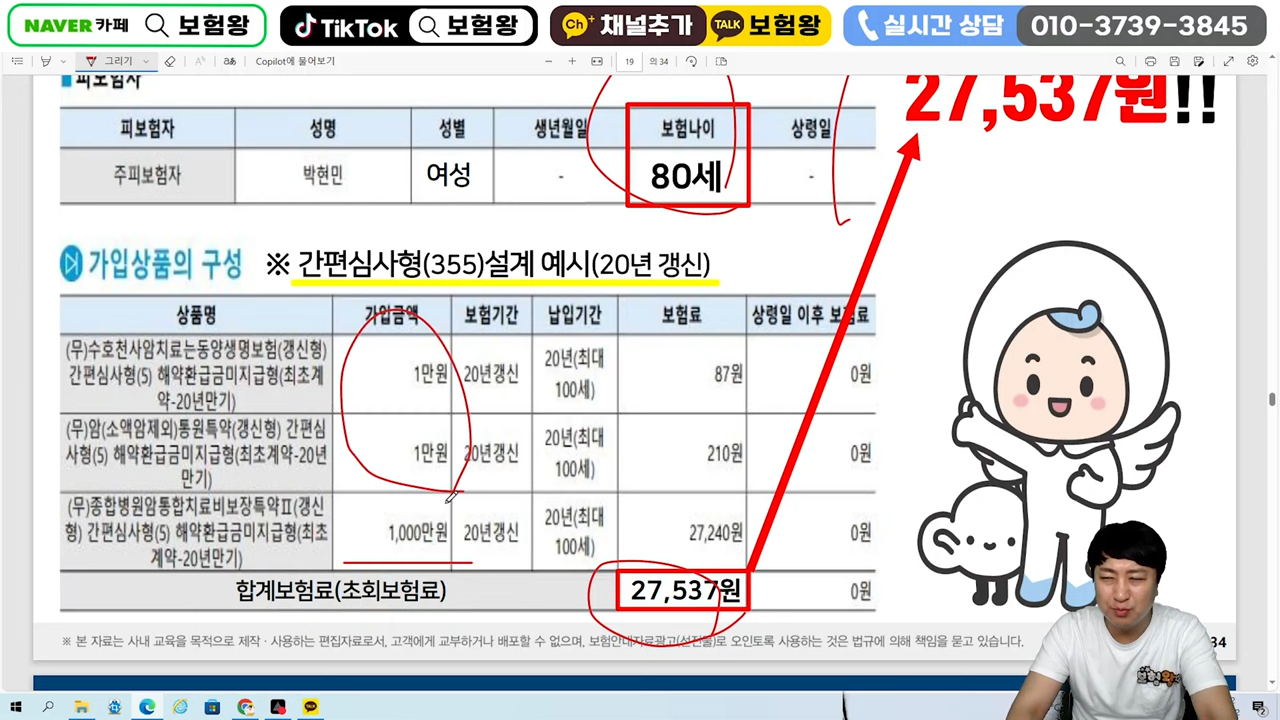 NAVER 카페 보험왕
TikTok 보험왕
Ch+ 채널추가 TALK 보험왕
실시간 상담 010-3739-3845
그리기 가あ Copilot에 물어보기 19 의 34
피보험자
27,537원!!
피보험자 성명 성별 생년월일 보험나이 상령일
주피보험자 박현민 여성 - 80세 -
가입상품의 구성 ※ 간편심사형(355)설계 예시(20년 갱신)
상품명 가입금액 보험기간 납입기간 보험료 상령일 이후 보험료
(무)수호천사암치료는동양생명보험(갱신형)
간편심사형(5) 해약환급금미지급형(최초계
약-20년만기)
1만원 20년갱신 20년(최대
100세)
87원 0원
(무)암(소액암제외)통원특약(갱신형) 간편심
사형(5) 해약환급금미지급형(최초계약-20년
만기)
1만원 20년갱신 20년(최대
100세)
210원 0원
(무)종합병원암통합치료비보장특약Ⅱ(갱신
형) 간편심사형(5) 해약환급금미지급형(최초
계약-20년만기)
1,000만원 20년갱신 20년(최대
100세)
27,240원 0원
합계보험료(초회보험료) 27,537원 0원
※ 본 자료는 사내 교육을 목적으로 제작ㆍ사용하는 편집자료로서, 고객에게 교부하거나 배포할 수 없으며, 보험안내자료광고(선전물)로 오인토록 사용하는 것은 법규에 의해 책임을 묻고 있습니다.
34
보험왕